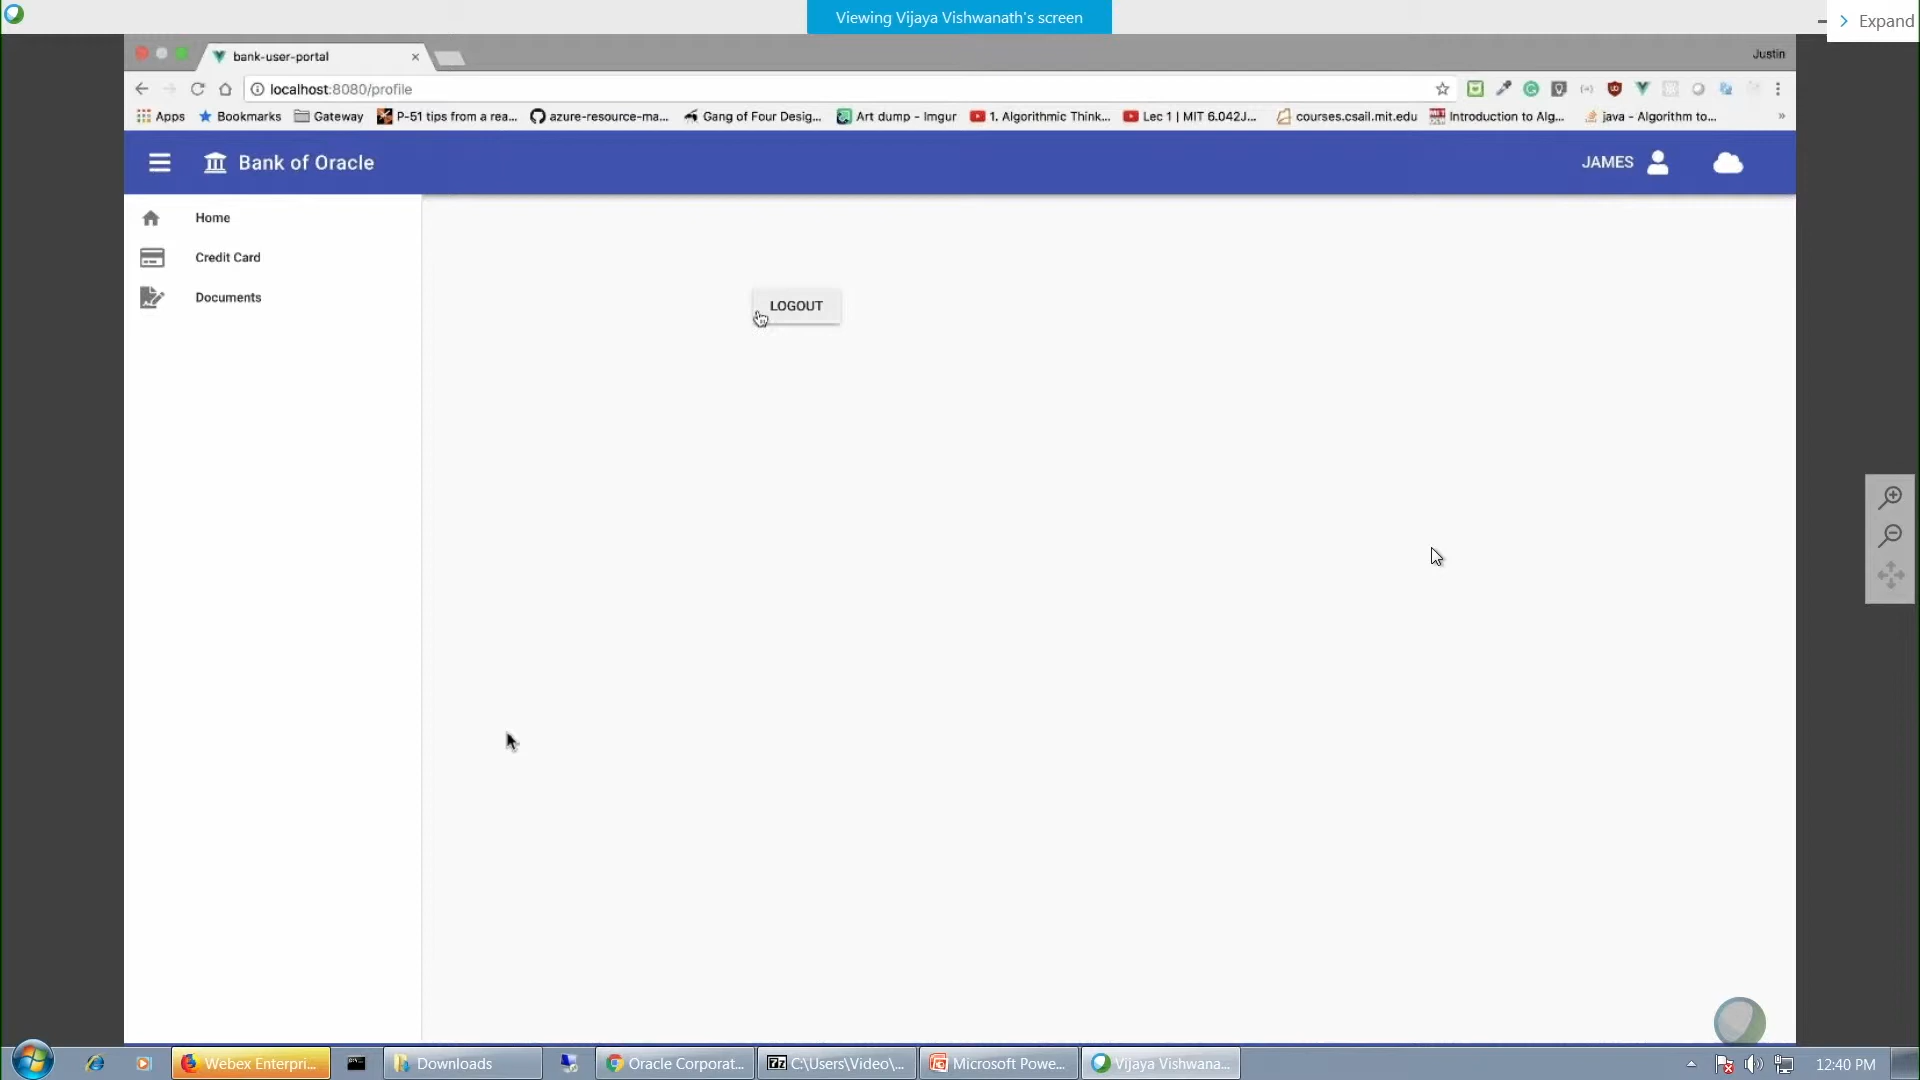 Viewing Vijaya Vishwanath's screen
Expand
bank-user-portal
Justin
localhost:8080/profile
Apps
Bookmarks
Gateway
P-51 tips from a rea...
azure-resource-ma...
Gang of Four Desig...
Art dump - Imgur
1. Algorithmic Think...
Lec 1 | MIT 6.042J...
courses.csail.mit.edu
Introduction to Alg...
java - Algorithm to...
Bank of Oracle
JAMES
Home
Credit Card
Documents
LOGOUT
Webex Enterpri...
Downloads
Oracle Corporat...
C:\Users\Video\...
Microsoft Powe...
Vijaya Vishwana...
12:40 PM